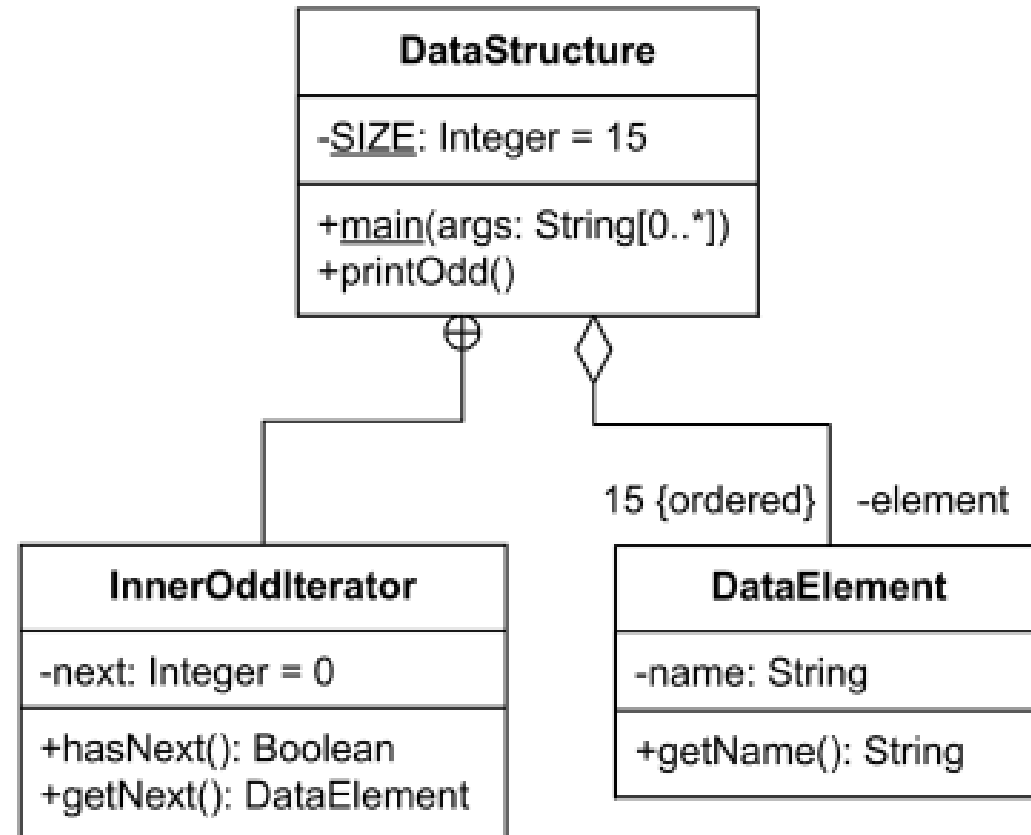 DataStructure
-SIZE: Integer = 15
+main(args: String[0..*])
+printOdd()
15 {ordered} -element
InnerOddIterator
-next: Integer = 0
+hasNext(): Boolean
+getNext(): DataElement
DataElement
-name: String
+getName(): String